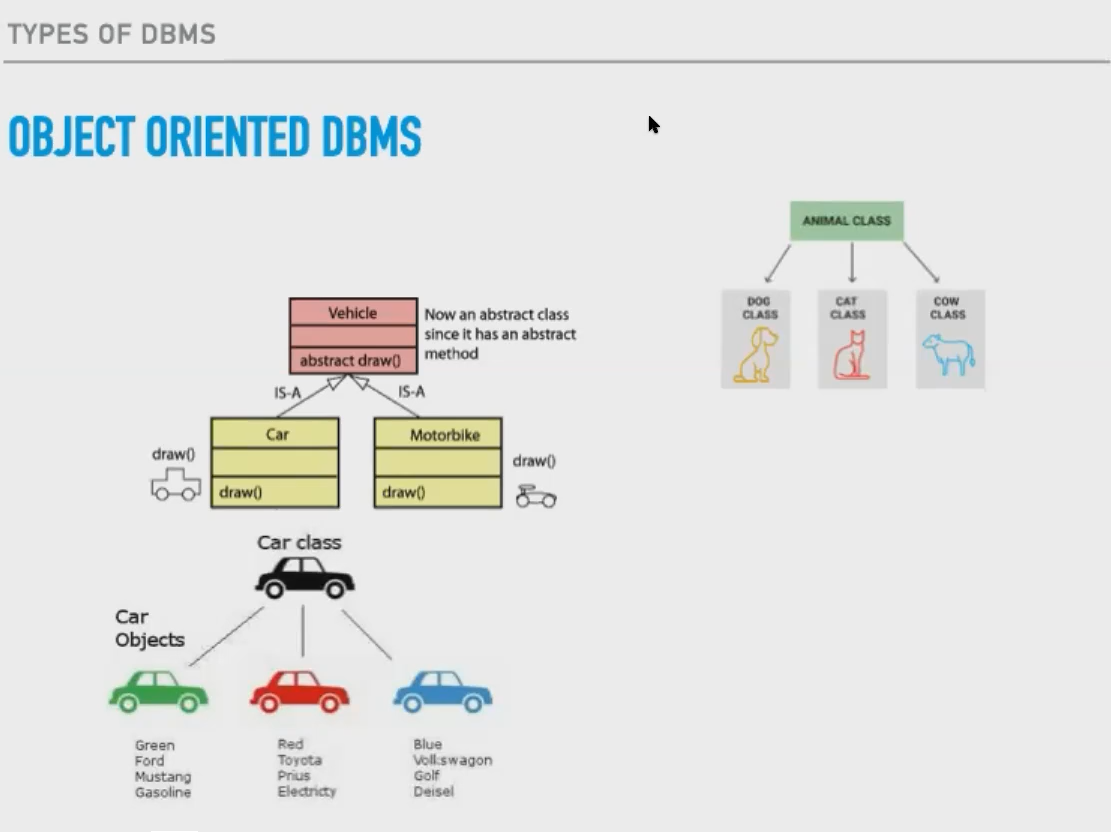 TYPES OF DBMS
OBJECT ORIENTED DBMS
ANIMAL CLASS
DOG
CLASS
CAT
CLASS
COW
CLASS
Vehicle
abstract draw()
Now an abstract class
since it has an abstract
method
IS-A
IS-A
Car
draw()
Motorbike
draw()
draw()
draw()
Car class
Car
Objects
Green
Ford
Mustang
Gasoline
Red
Toyota
Prius
Electricty
Blue
Volkswagon
Golf
Deisel